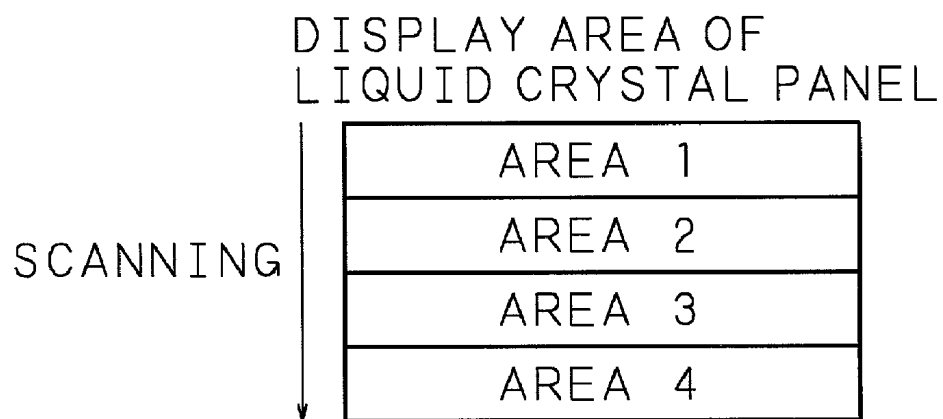 DISPLAY AREA OF
LIQUID CRYSTAL PANEL
AREA 1
AREA 2
SCANNING
AREA 3
AREA 4